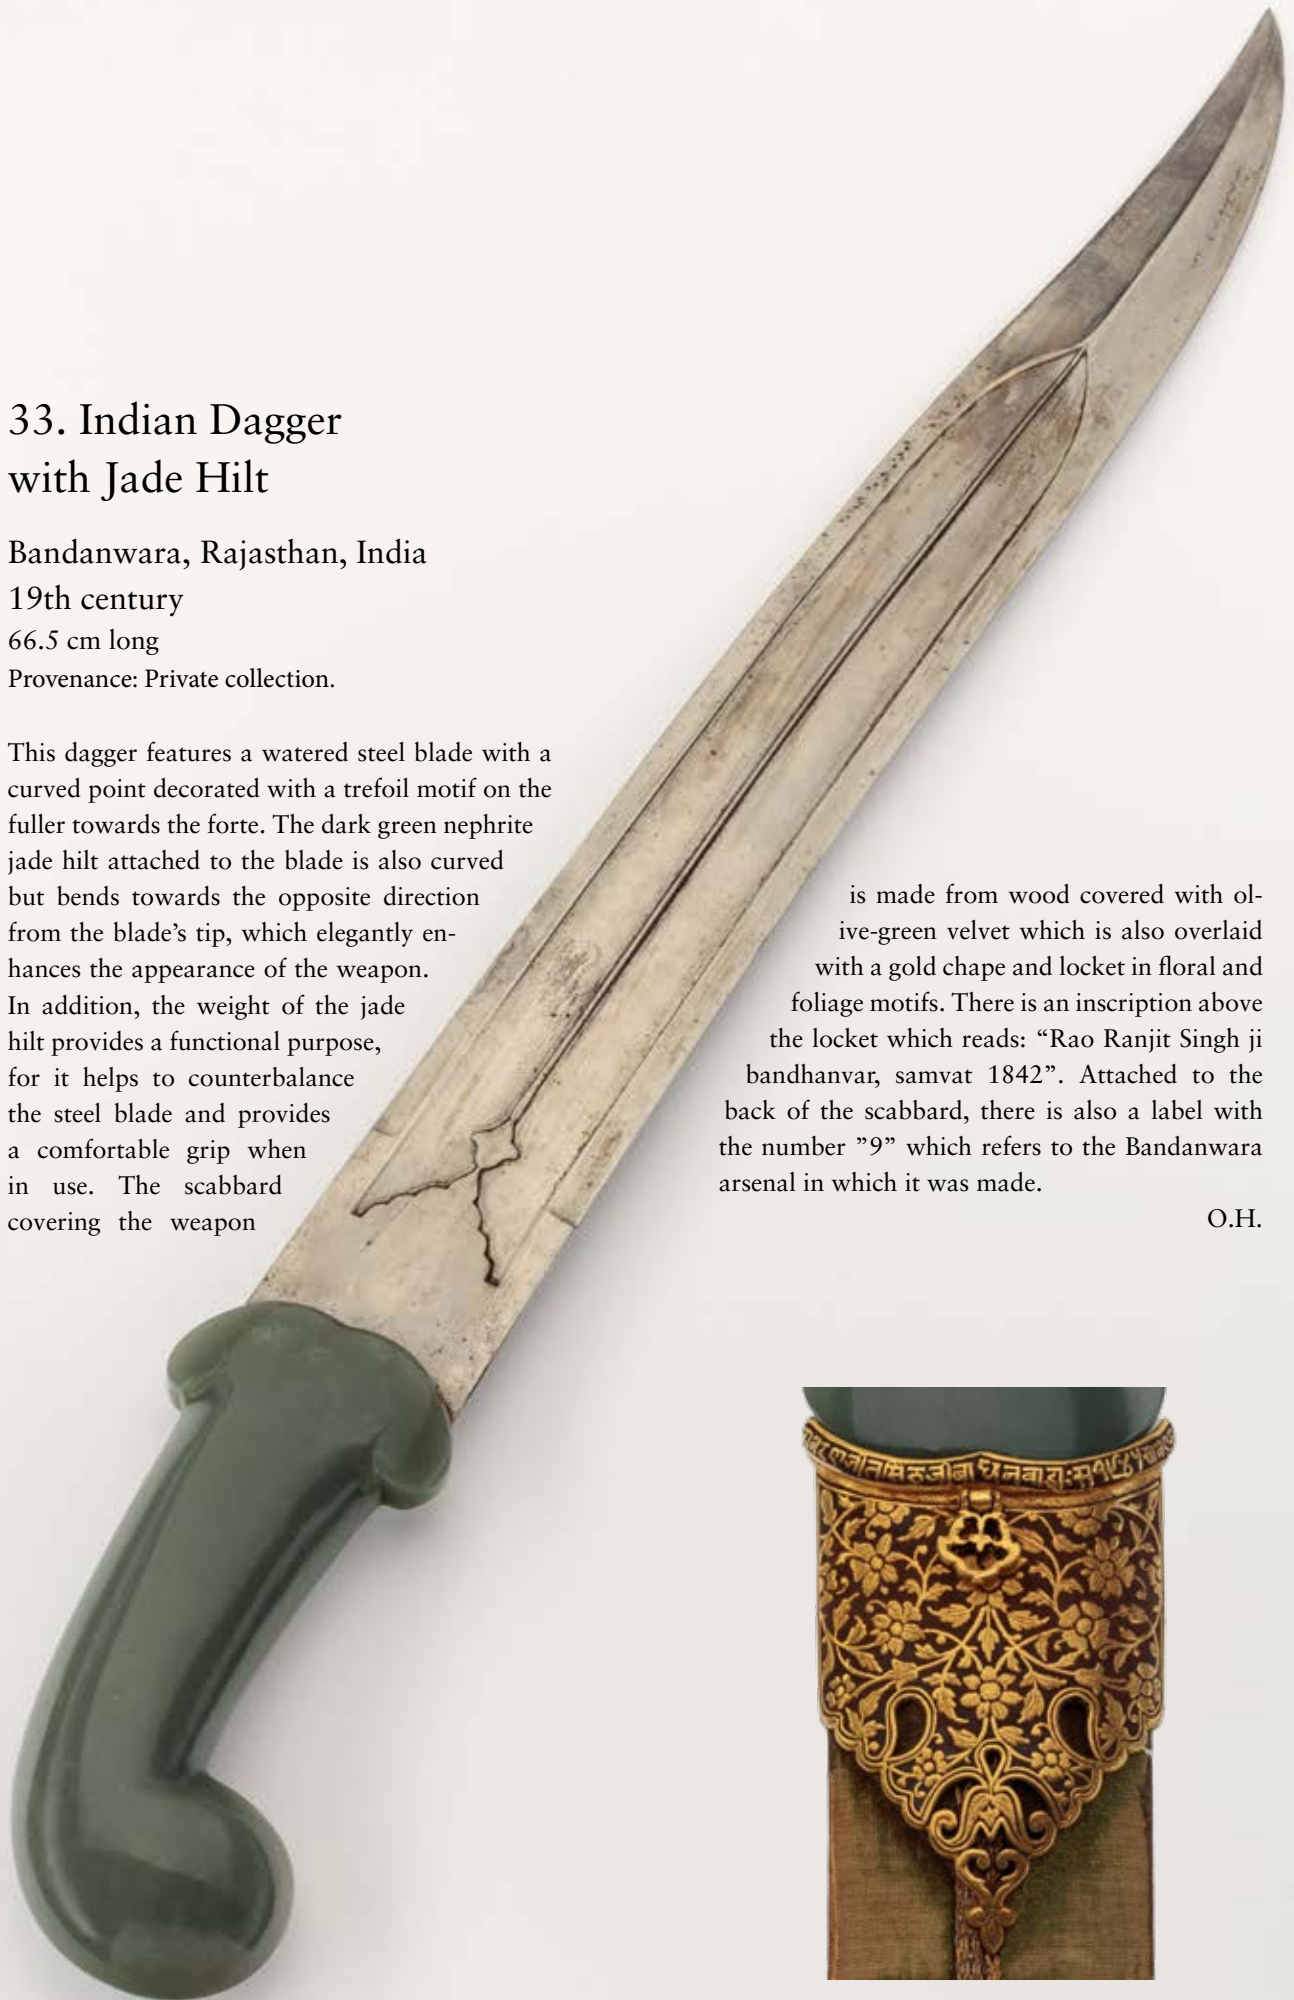 33. Indian Dagger
with Jade Hilt
Bandanwara, Rajasthan, India
19th century
66.5 cm long
Provenance: Private collection.
This dagger features a watered steel blade with a
curved point decorated with a trefoil motif on the
fuller towards the forte. The dark green nephrite
jade hilt attached to the blade is also curved
but bends towards the opposite direction
from the blade’s tip, which elegantly en-
hances the appearance of the weapon.
In addition, the weight of the jade
hilt provides a functional purpose,
for it helps to counterbalance
the steel blade and provides
a comfortable grip when
in use. The scabbard
covering the weapon
is made from wood covered with ol-
ive-green velvet which is also overlaid
with a gold chape and locket in floral and
foliage motifs. There is an inscription above
the locket which reads: “Rao Ranjit Singh ji
bandhanvar, samvat 1842”. Attached to the
back of the scabbard, there is also a label with
the number ”9” which refers to the Bandanwara
arsenal in which it was made.
O.H.